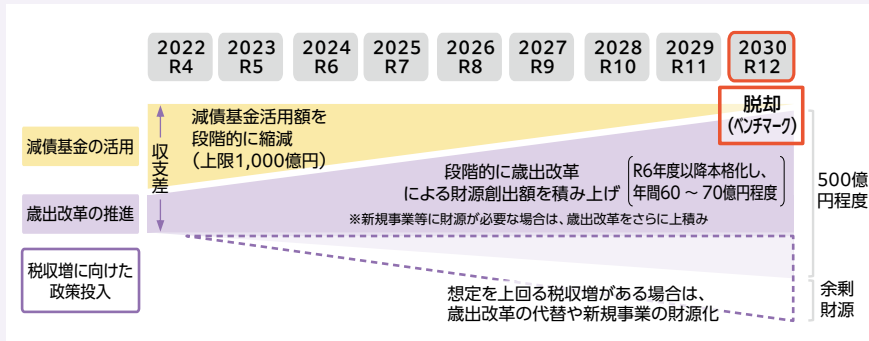 2022
R4
2023
R5
2024
R6
2025
R7
2026
R8
2027
R9
2028
R10
2029
R11
2030
R12
減債基金の活用
歳出改革の推進
税収増に向けた
政策投入
収支差
減債基金活用額を
段階的に縮減
(上限1,000億円)
脱却
(ベンチマーク)
段階的に歳出改革
による財源創出額を積み上げ
R6年度以降本格化し、
年間60 ～ 70億円程度
※新規事業等に財源が必要な場合は、歳出改革をさらに上積み
想定を上回る税収増がある場合は、
歳出改革の代替や新規事業の財源化
500億
円程度
余剰
財源